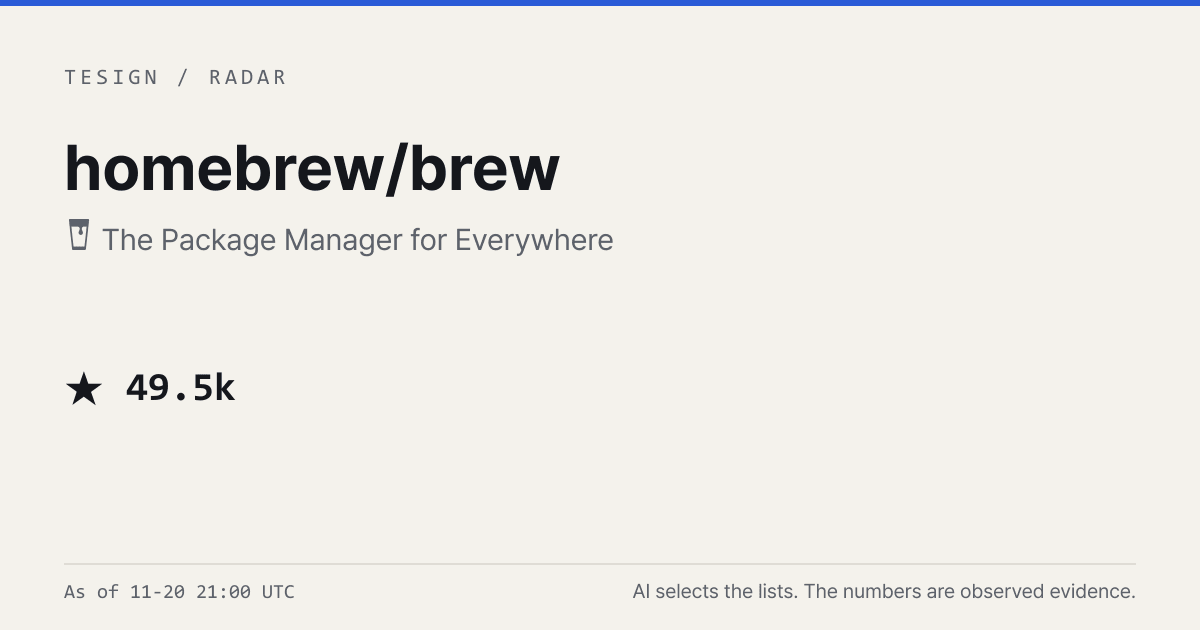 TESIGN / RADAR
homebrew/brew
The Package Manager for Everywhere
★ 49.5k
As of 11-20 21:00 UTC
AI selects the lists. The numbers are observed evidence.